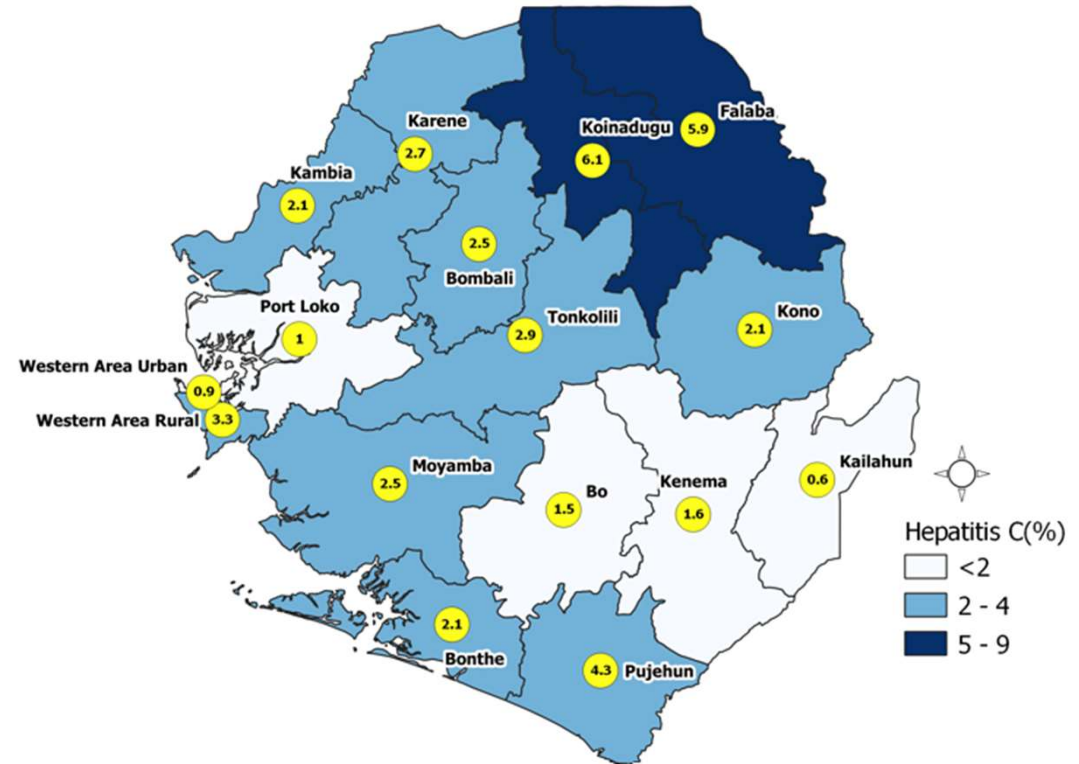 Karene
2.7
Koinadugu
6.1
Falaba
5.9
Kambia
2.1
2.5
Bombali
Port Loko
1
Tonkolili
2.9
Kono
2.1
Western Area Urban
0.9
Western Area Rural
3.3
Moyamba
2.5
Bo
1.5
Kenema
1.6
Kailahun
0.6
2.1
Bonthe
4.3
Pujehun
Hepatitis C(%)
<2
2 - 4
5 - 9